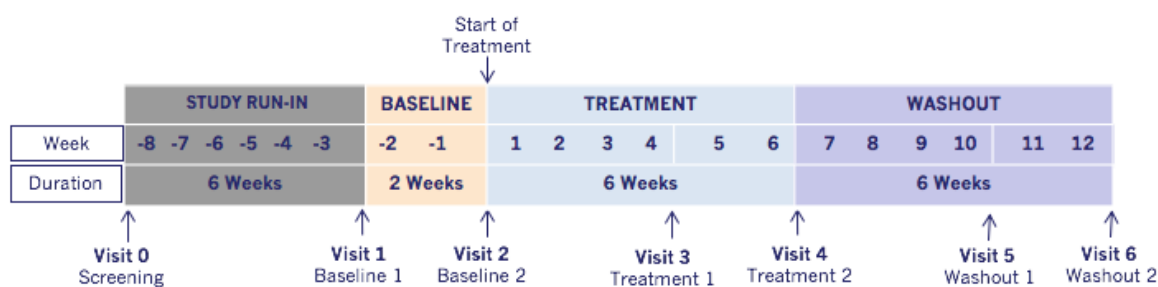 Start of
Treatment
STUDY RUN-IN BASELINE TREATMENT WASHOUT
Week -8 -7 -6 -5 -4 -3 -2 -1 1 2 3 4 5 6 7 8 9 10 11 12
Duration 6 Weeks 2 Weeks 6 Weeks 6 Weeks
Visit 0 Visit 1 Visit 2 Visit 3 Visit 4 Visit 5 Visit 6
Screening Baseline 1 Baseline 2 Treatment 1 Treatment 2 Washout 1 Washout 2